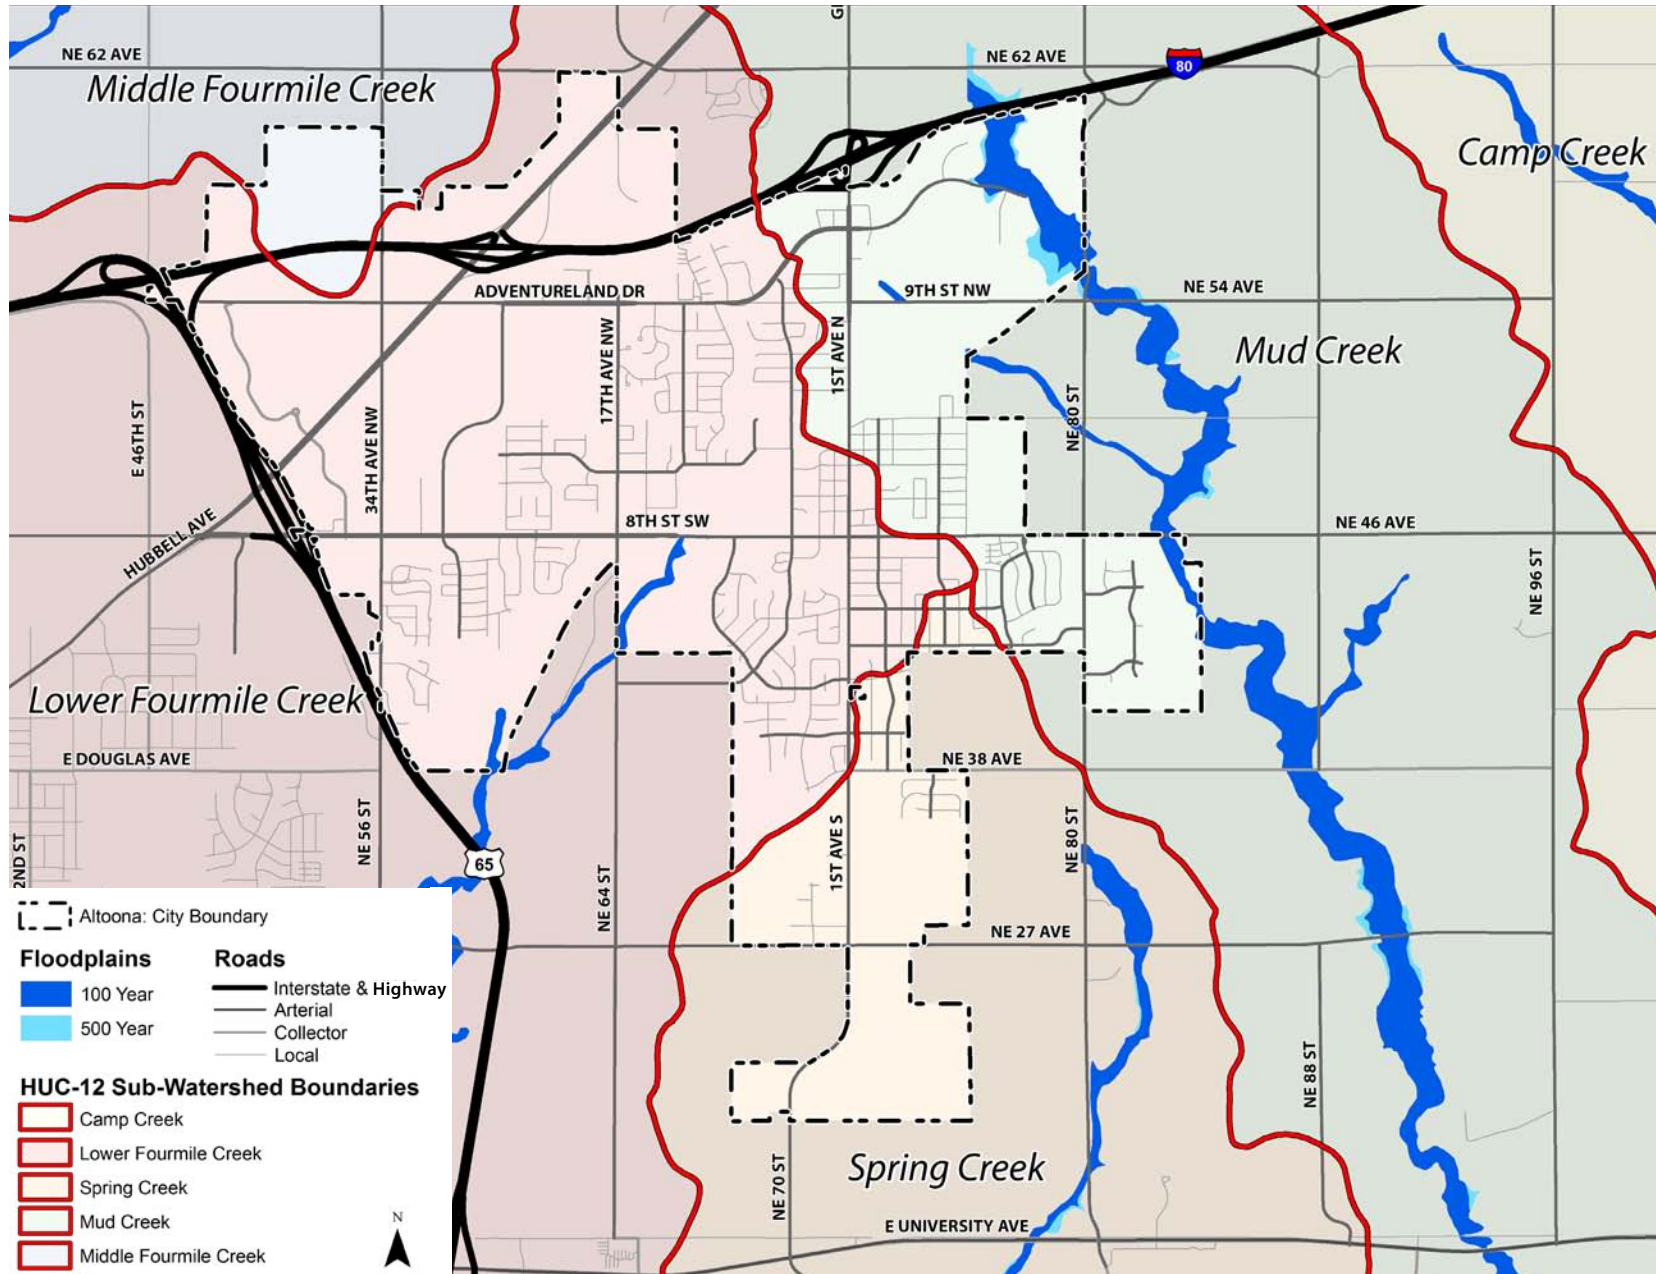 NE 62 AVE
NE 62 AVE
80
Middle Fourmile Creek
Camp Creek
ADVENTURELAND DR
9TH ST NW
NE 54 AVE
17TH AVE NW
1ST AVE N
Mud Creek
E 46TH ST
34TH AVE NW
NE 80 ST
HUBBELL AVE
8TH ST SW
NE 46 AVE
NE 96 ST
Lower Fourmile Creek
E DOUGLAS AVE
NE 38 AVE
NE 56 ST
1ST AVE S
NE 80 ST
2ND ST
65
NE 64 ST
NE 27 AVE
NE 88 ST
NE 70 ST
Spring Creek
E UNIVERSITY AVE
Altoona: City Boundary
Floodplains
100 Year
500 Year
Roads
Interstate & Highway
Arterial
Collector
Local
HUC-12 Sub-Watershed Boundaries
Camp Creek
Lower Fourmile Creek
Spring Creek
Mud Creek
Middle Fourmile Creek
N